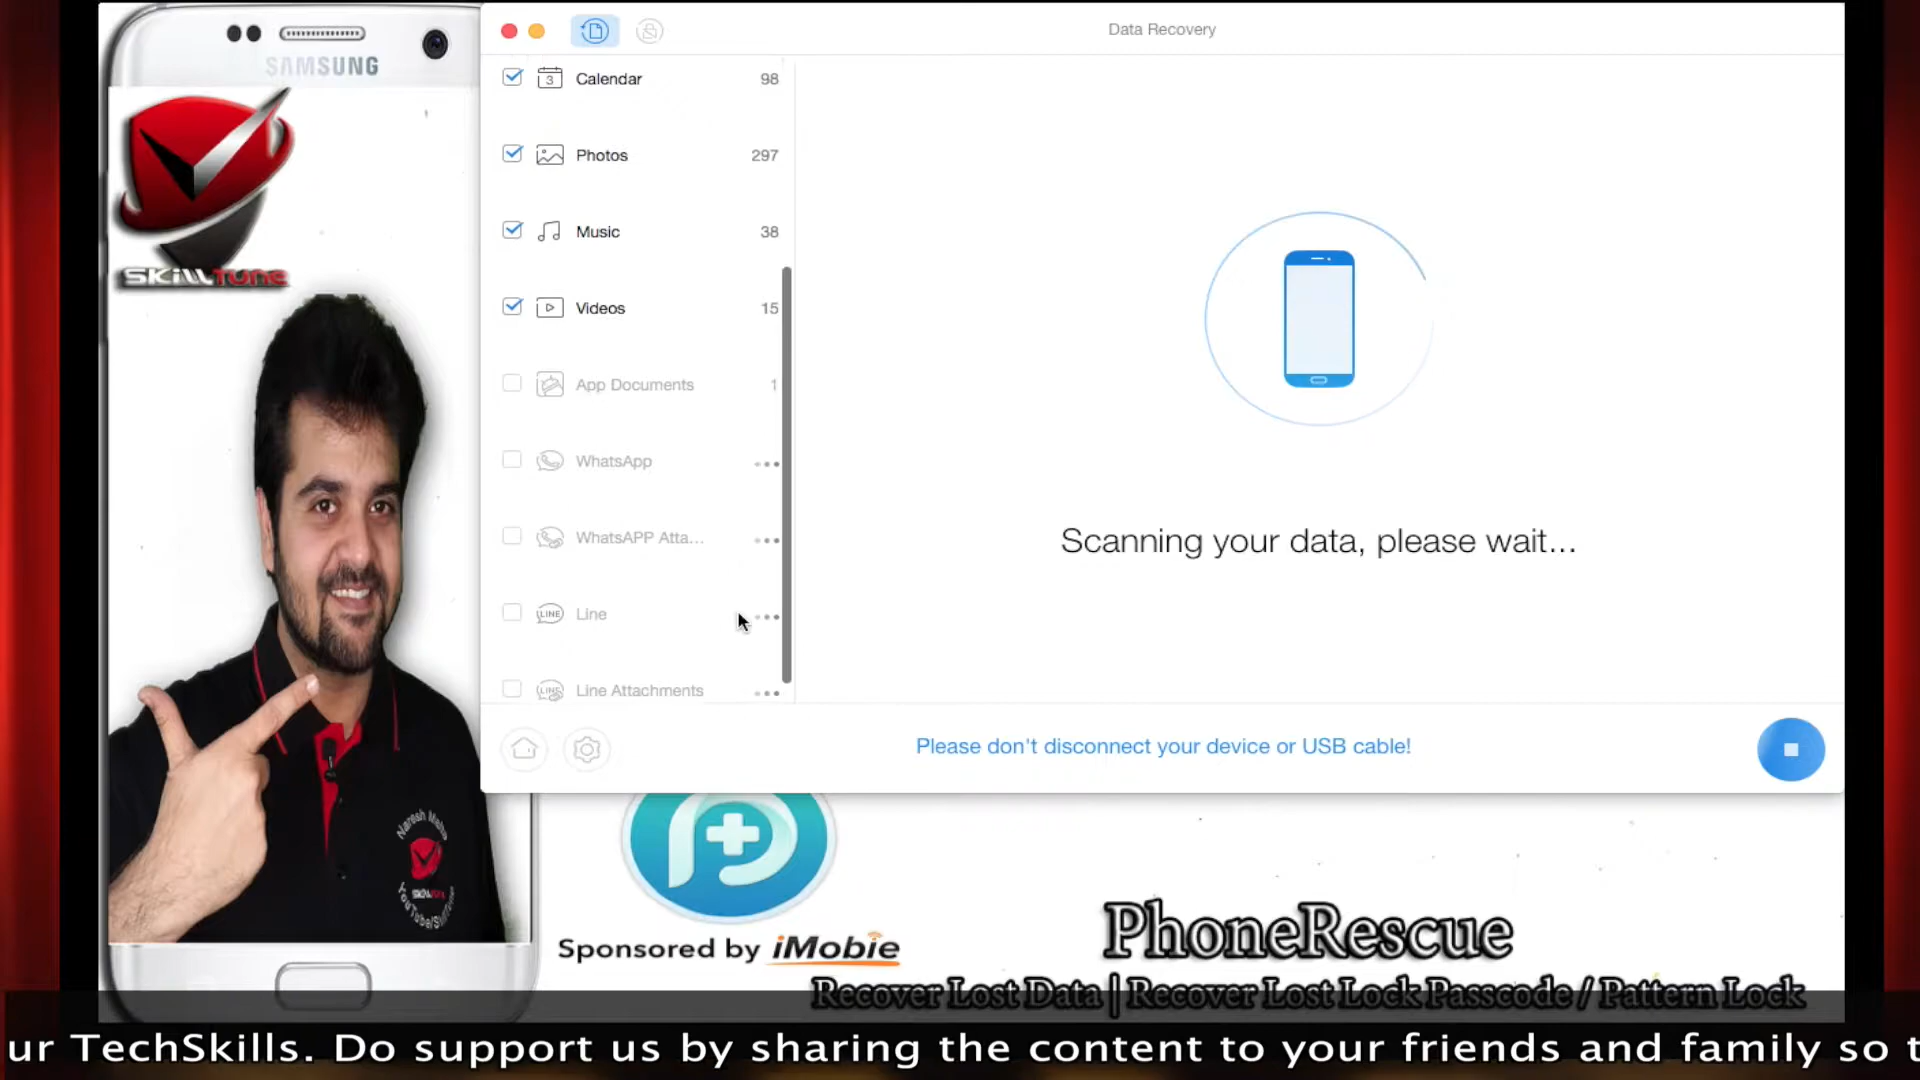 SAMSUNG
SKILLTUNE
Data Recovery
3 Calendar 98
Photos 297
Music 38
Videos 15
App Documents 1
WhatsApp
WhatsAPP Atta...
LINE Line
Line Attachments
Scanning your data, please wait...
Please don't disconnect your device or USB cable!
Sponsored by iMobie
PhoneRescue
Recover Lost Data | Recover Lost Lock Passcode / Pattern Lock
ur TechSkills. Do support us by sharing the content to your friends and family so t